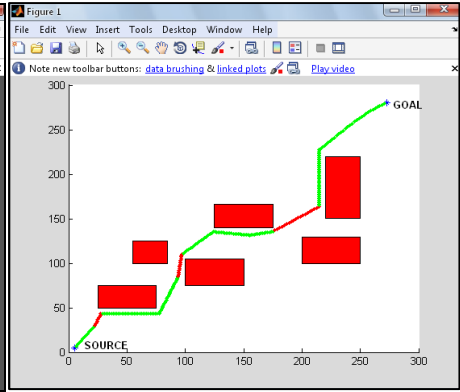 Figure 1
File Edit View Insert Tools Desktop Window Help
Note new toolbar buttons: data brushing & linked plots Play video
300
250
200
150
100
50
0
GOAL
SOURCE
0 50 100 150 200 250 300